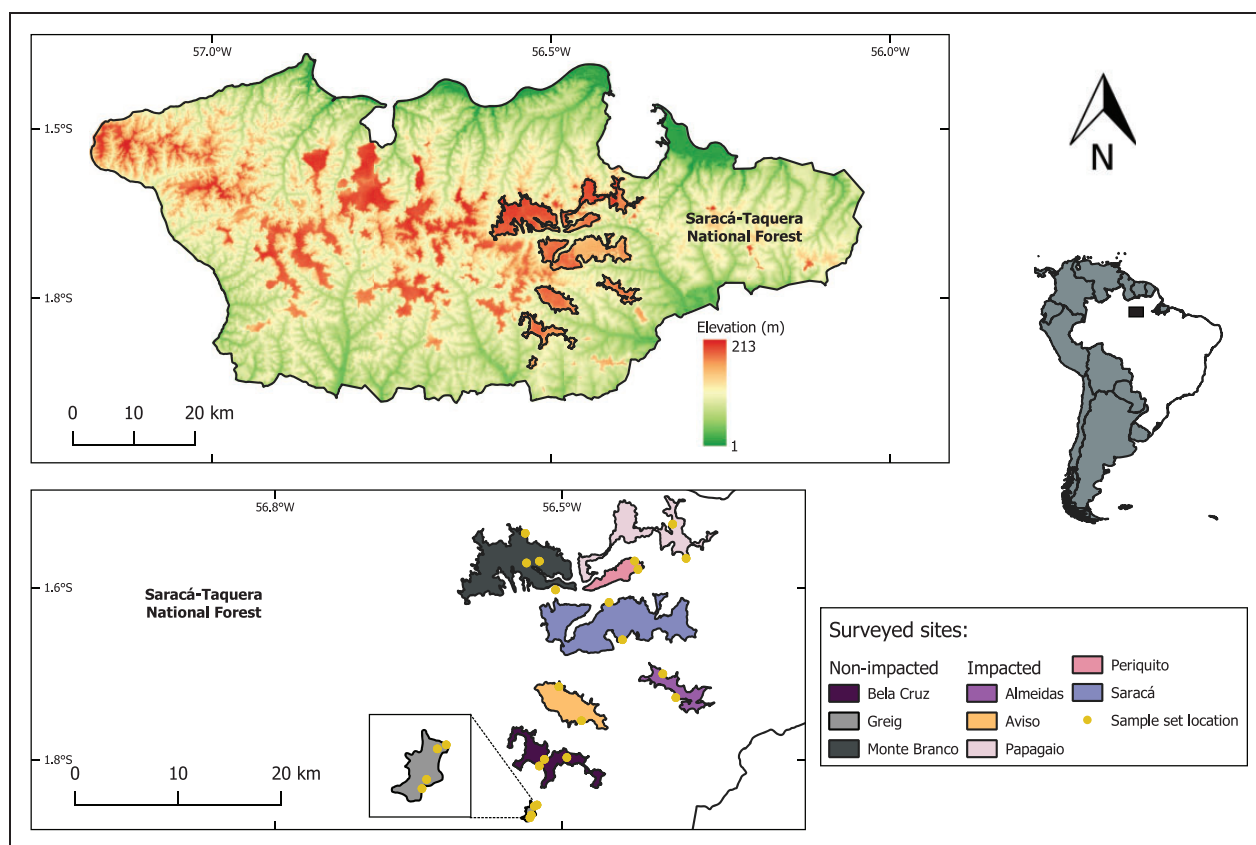 57.0°W
56.5°W
56.0°W
1.5°S
1.8°S
Saracá-Taquera
National Forest
Elevation (m)
213
1
0
10
20 km
N
56.8°W
56.5°W
1.6°S
1.8°S
Saracá-Taquera
National Forest
0
10
20 km
Surveyed sites:
Non-impacted
Bela Cruz
Greig
Monte Branco
Impacted
Almeidas
Aviso
Papagaio
Periquito
Saracá
Sample set location